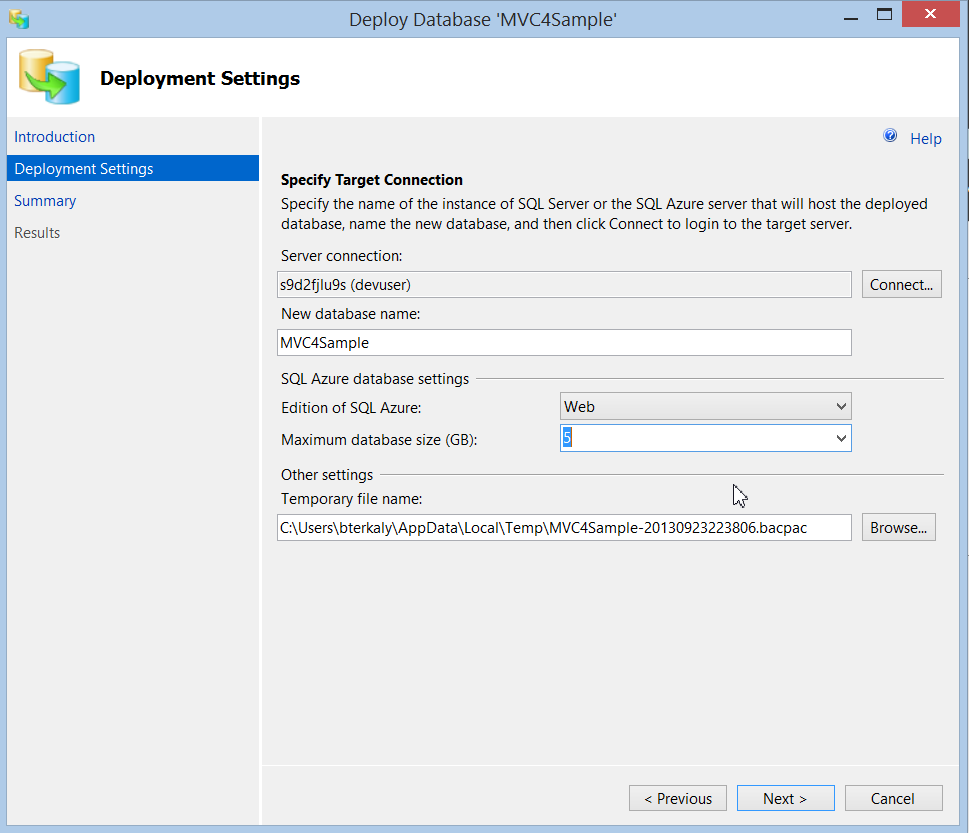 Deploy Database 'MVC4Sample'
Deployment Settings
Introduction
Deployment Settings
Summary
Results
Help
Specify Target Connection
Specify the name of the instance of SQL Server or the SQL Azure server that will host the deployed
database, name the new database, and then click Connect to login to the target server.
Server connection:
s9d2fjlu9s (devuser)
Connect...
New database name:
MVC4Sample
SQL Azure database settings
Edition of SQL Azure:
Web
Maximum database size (GB):
5
Other settings
Temporary file name:
C:\Users\bterkaly\AppData\Local\Temp\MVC4Sample-20130923223806.bacpac
Browse...
< Previous
Next >
Cancel